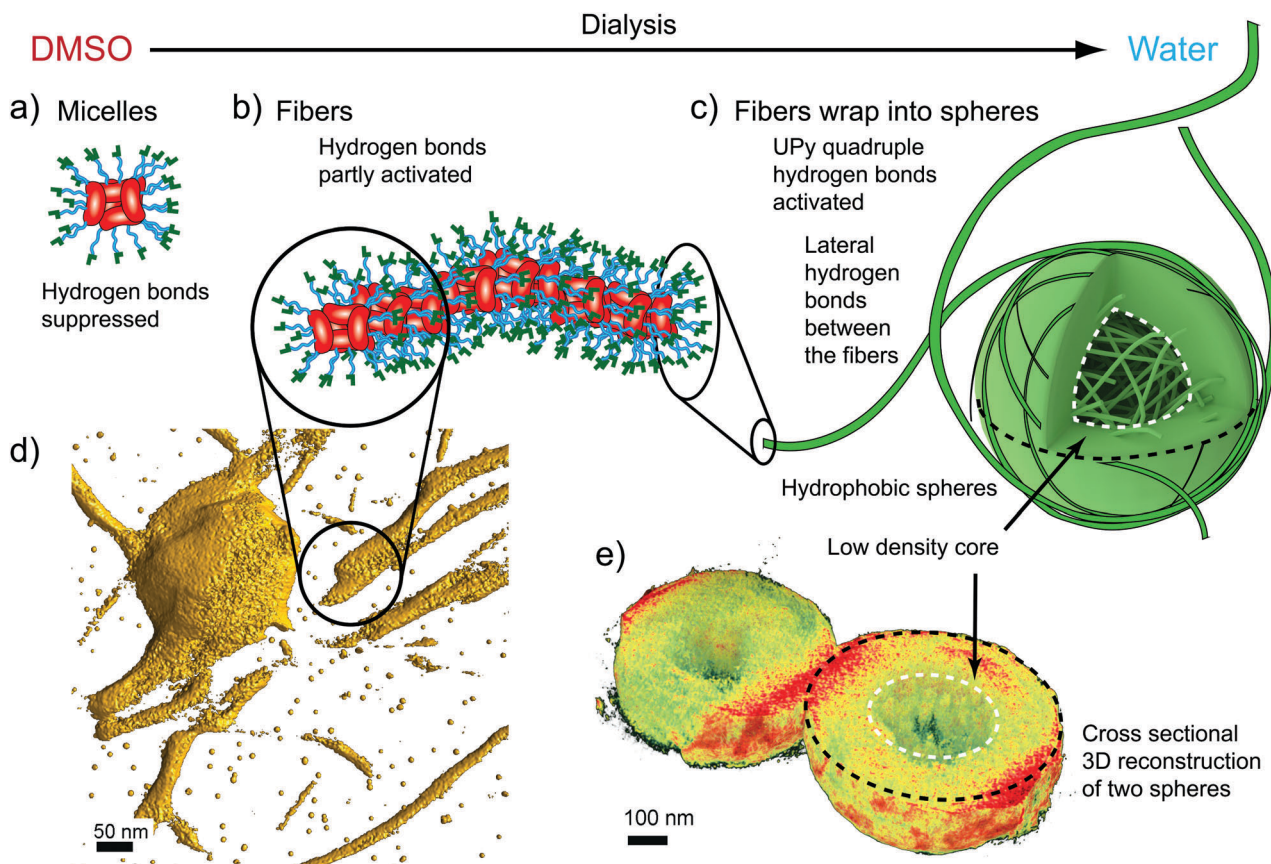 Dialysis
DMSO
Water
a) Micelles
Hydrogen bonds
suppressed
b) Fibers
Hydrogen bonds
partly activated
c) Fibers wrap into spheres
UPy quadruple
hydrogen bonds
activated
Lateral
hydrogen
bonds
between
the fibers
Hydrophobic spheres
Low density core
d)
50 nm
e)
100 nm
Cross sectional
3D reconstruction
of two spheres